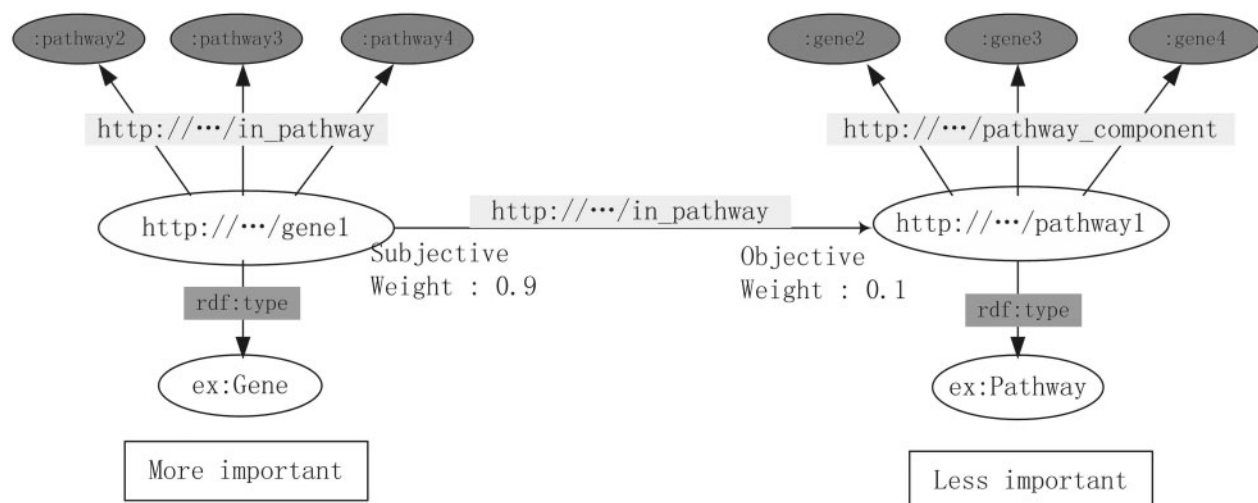 :pathway2
:pathway3
:pathway4
:gene2
:gene3
:gene4
http://···/in_pathway
http://···/pathway_component
http://···/gene1
http://···/in_pathway
http://···/pathway1
Subjective
Weight : 0.9
Objective
Weight : 0.1
rdf:type
rdf:type
ex:Gene
ex:Pathway
More important
Less important